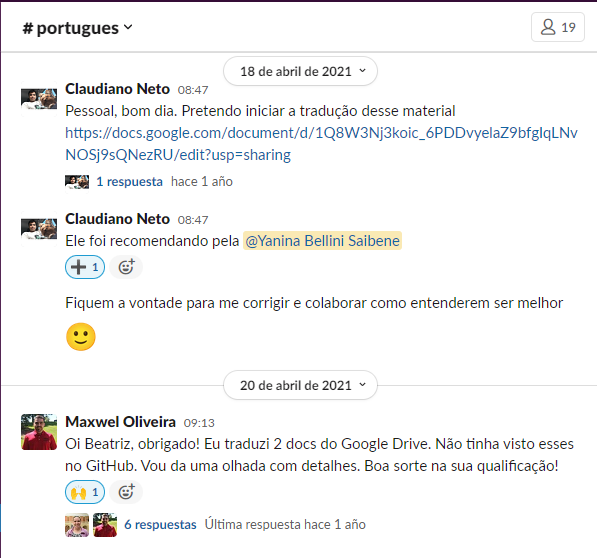 # portugues
19
18 de abril de 2021
Claudiano Neto 08:47
Pessoal, bom dia. Pretendo iniciar a tradução desse material
https://docs.google.com/document/d/1Q8W3Nj3koic_6PDDvyelaZ9bfgIqLNv
NOSj9sQNezRU/edit?usp=sharing
1 respuesta hace 1 año
Claudiano Neto 08:47
Ele foi recomendando pela @Yanina Bellini Saibene
1
Fiquem a vontade para me corrigir e colaborar como entenderem ser melhor
20 de abril de 2021
Maxwel Oliveira 09:13
Oi Beatriz, obrigado! Eu traduzi 2 docs do Google Drive. Não tinha visto esses
no GitHub. Vou da uma olhada com detalhes. Boa sorte na sua qualificação!
1
6 respuestas Última respuesta hace 1 año